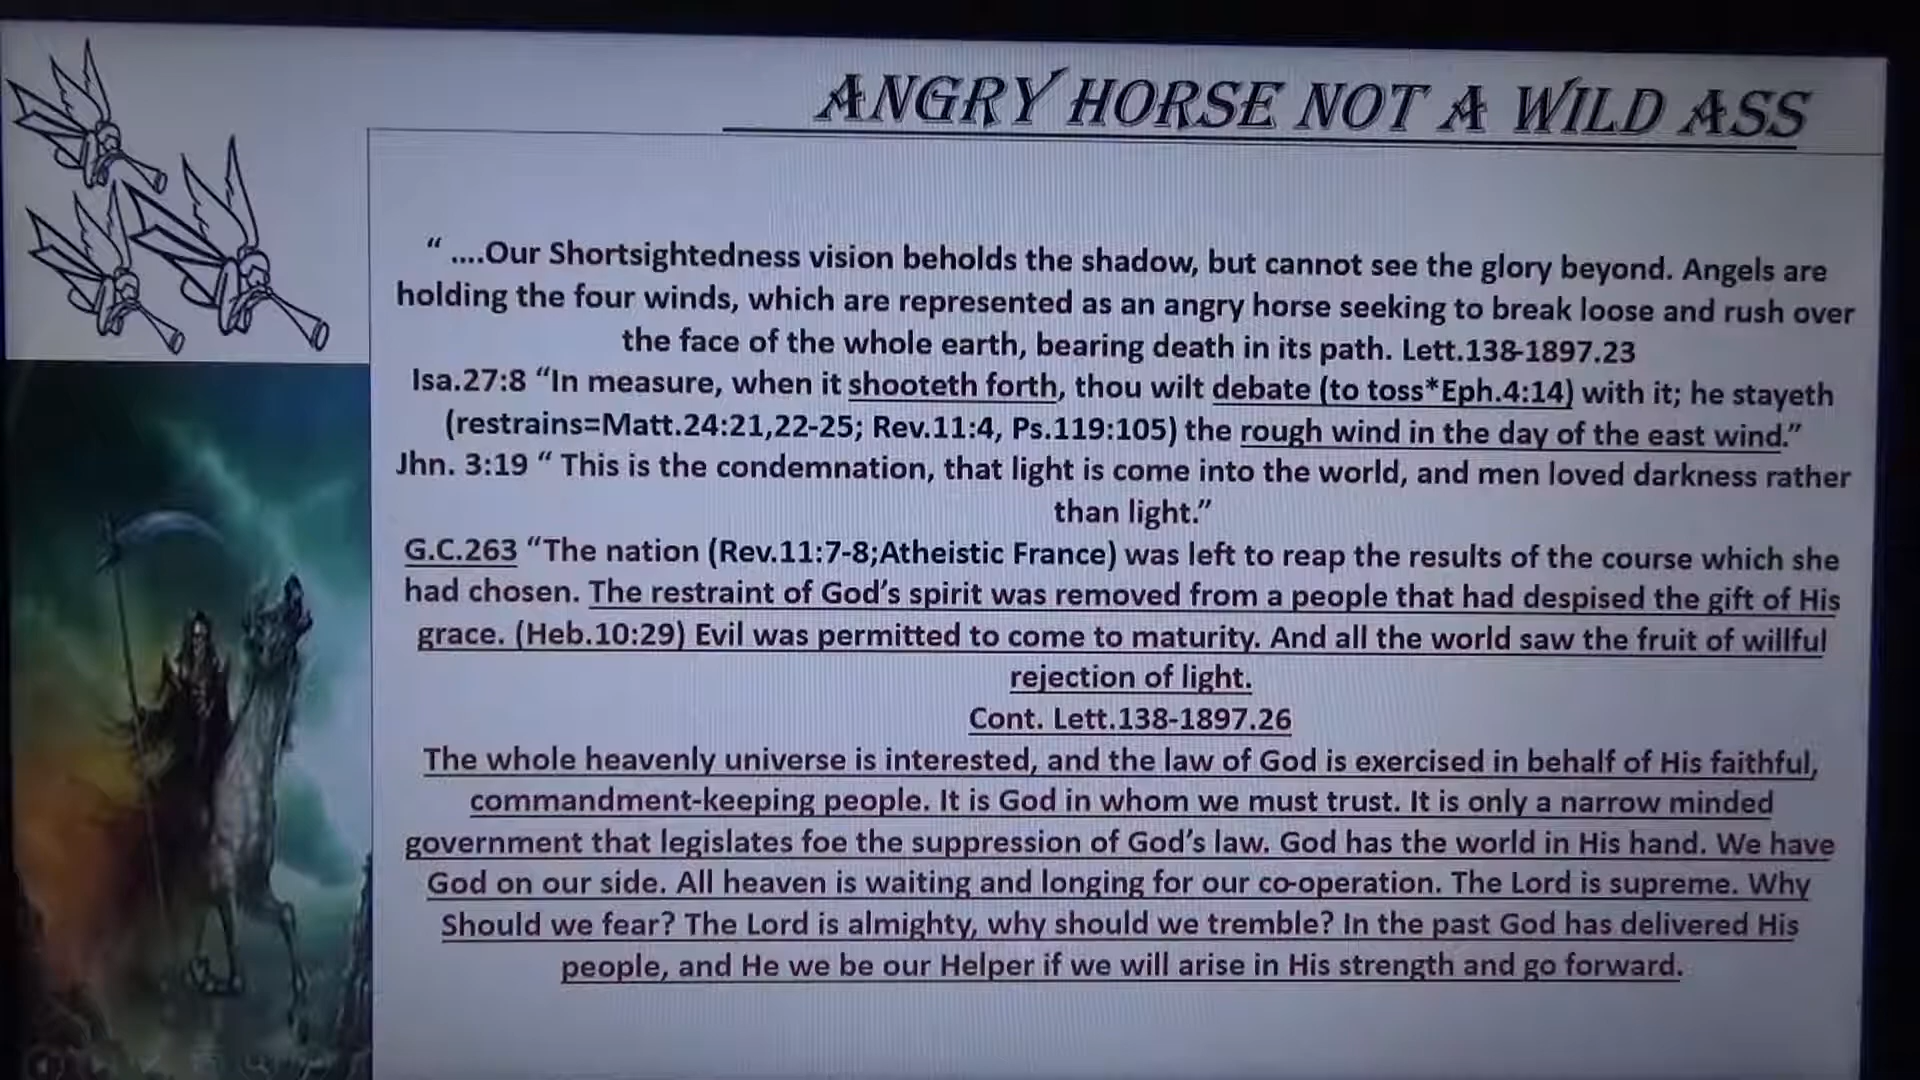 ANGRY HORSE NOT A WILD ASS
“ ....Our Shortsightedness vision beholds the shadow, but cannot see the glory beyond. Angels are
holding the four winds, which are represented as an angry horse seeking to break loose and rush over
the face of the whole earth, bearing death in its path. Lett.138-1897.23
Isa.27:8 “In measure, when it shooteth forth, thou wilt debate (to toss*Eph.4:14) with it; he stayeth
(restrains=Matt.24:21,22-25; Rev.11:4, Ps.119:105) the rough wind in the day of the east wind.”
Jhn. 3:19 “ This is the condemnation, that light is come into the world, and men loved darkness rather
than light.”
G.C.263 “The nation (Rev.11:7-8;Atheistic France) was left to reap the results of the course which she
had chosen. The restraint of God’s spirit was removed from a people that had despised the gift of His
grace. (Heb.10:29) Evil was permitted to come to maturity. And all the world saw the fruit of willful
rejection of light.
Cont. Lett.138-1897.26
The whole heavenly universe is interested, and the law of God is exercised in behalf of His faithful,
commandment-keeping people. It is God in whom we must trust. It is only a narrow minded
government that legislates foe the suppression of God’s law. God has the world in His hand. We have
God on our side. All heaven is waiting and longing for our co-operation. The Lord is supreme. Why
Should we fear? The Lord is almighty, why should we tremble? In the past God has delivered His
people, and He we be our Helper if we will arise in His strength and go forward.